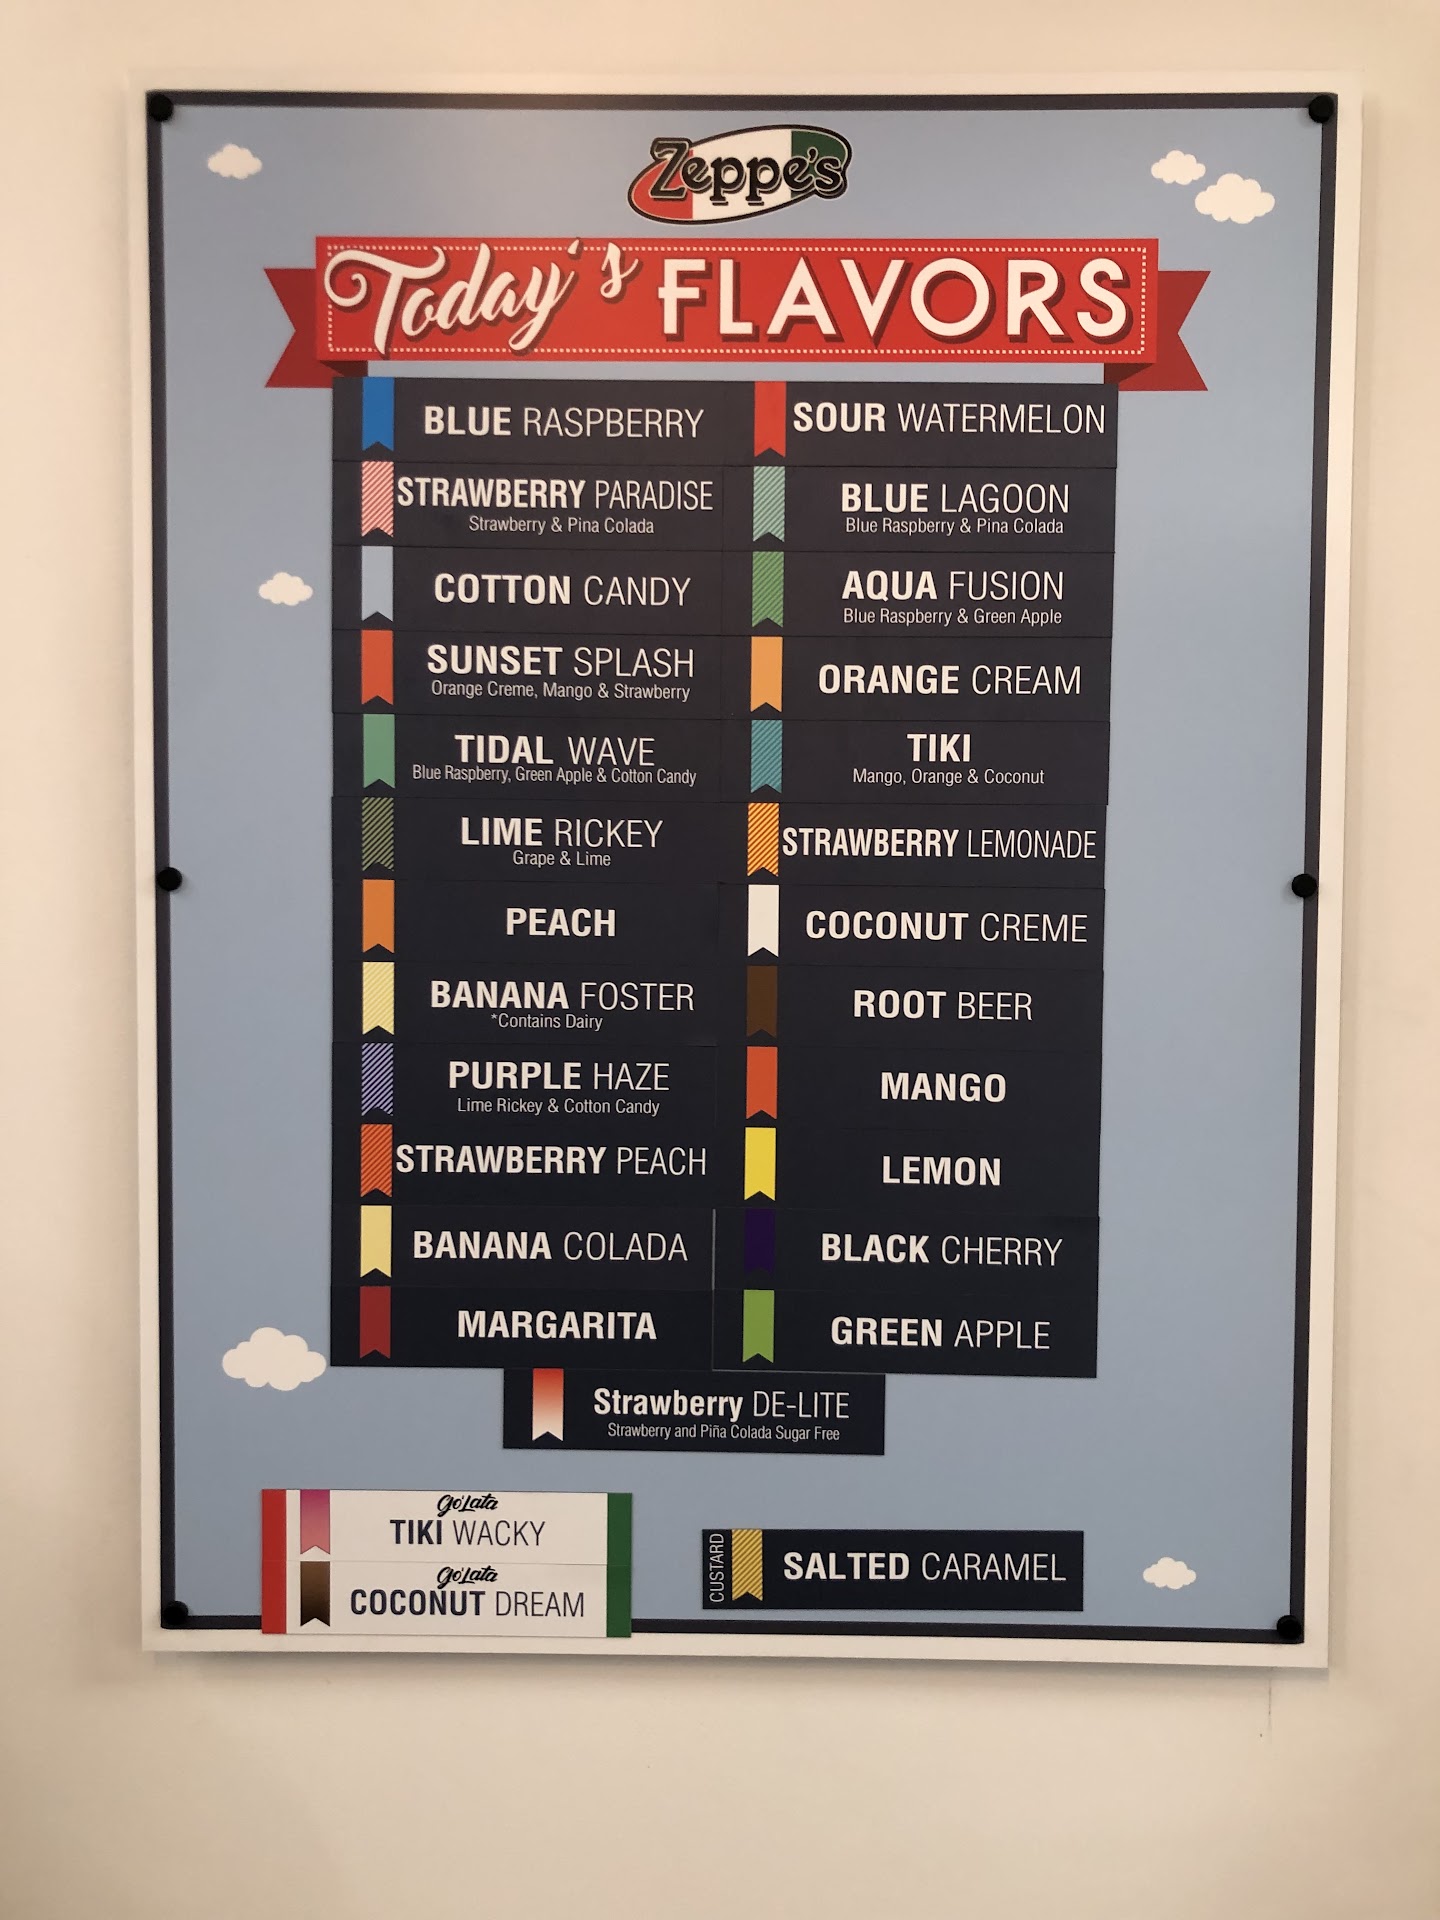 Zeppe's
Today's FLAVORS
BLUE RASPBERRY
STRAWBERRY PARADISE
Strawberry & Pina Colada
COTTON CANDY
SUNSET SPLASH
Orange Creme, Mango & Strawberry
TIDAL WAVE
Blue Raspberry, Green Apple & Cotton Candy
LIME RICKEY
Grape & Lime
PEACH
BANANA FOSTER
*Contains Dairy
PURPLE HAZE
Lime Rickey & Cotton Candy
STRAWBERRY PEACH
BANANA COLADA
MARGARITA
SOUR WATERMELON
BLUE LAGOON
Blue Raspberry & Pina Colada
AQUA FUSION
Blue Raspberry & Green Apple
ORANGE CREAM
TIKI
Mango, Orange & Coconut
STRAWBERRY LEMONADE
COCONUT CREME
ROOT BEER
MANGO
LEMON
BLACK CHERRY
GREEN APPLE
Strawberry DE-LITE
Strawberry and Piña Colada Sugar Free
Go'Lata
TIKI WACKY
Go'Lata
COCONUT DREAM
CUSTARD
SALTED CARAMEL